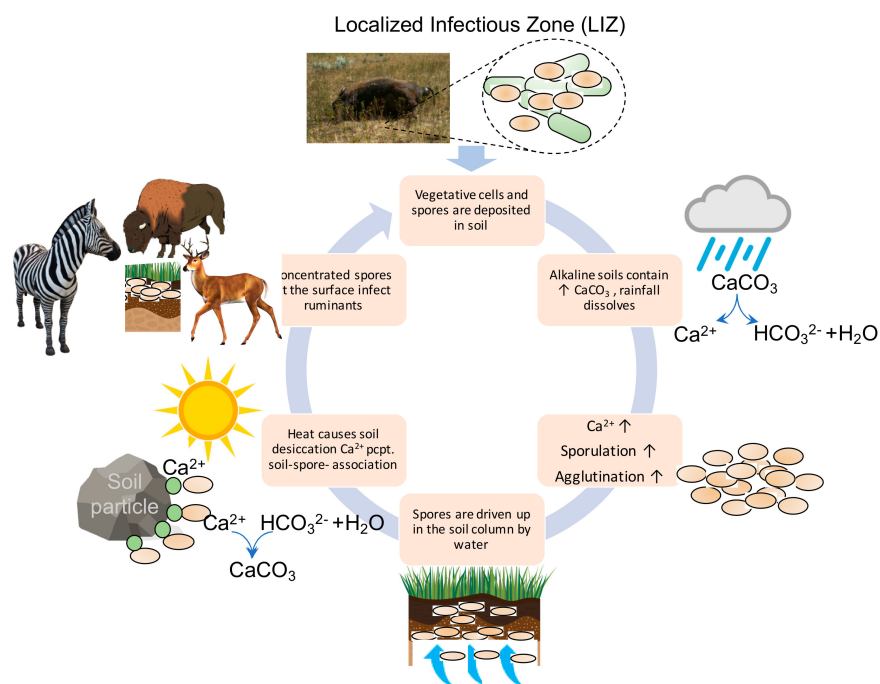 Localized Infectious Zone (LIZ)
Vegetative cells and
spores are deposited
in soil
Alkaline soils contain
↑ CaCO₃ , rainfall
dissolves
CaCO₃
Ca²⁺ HCO₃²⁻ +H₂O
Ca²⁺ ↑
Sporulation ↑
Agglutination ↑
Spores are driven up
in the soil column by
water
Heat causes soil
desiccation Ca²⁺ pcpt.
soil-spore- association
Soil
particle
Ca²⁺
Ca²⁺ HCO₃²⁻ +H₂O
CaCO₃
oncentrated spores
t the surface infect
ruminants